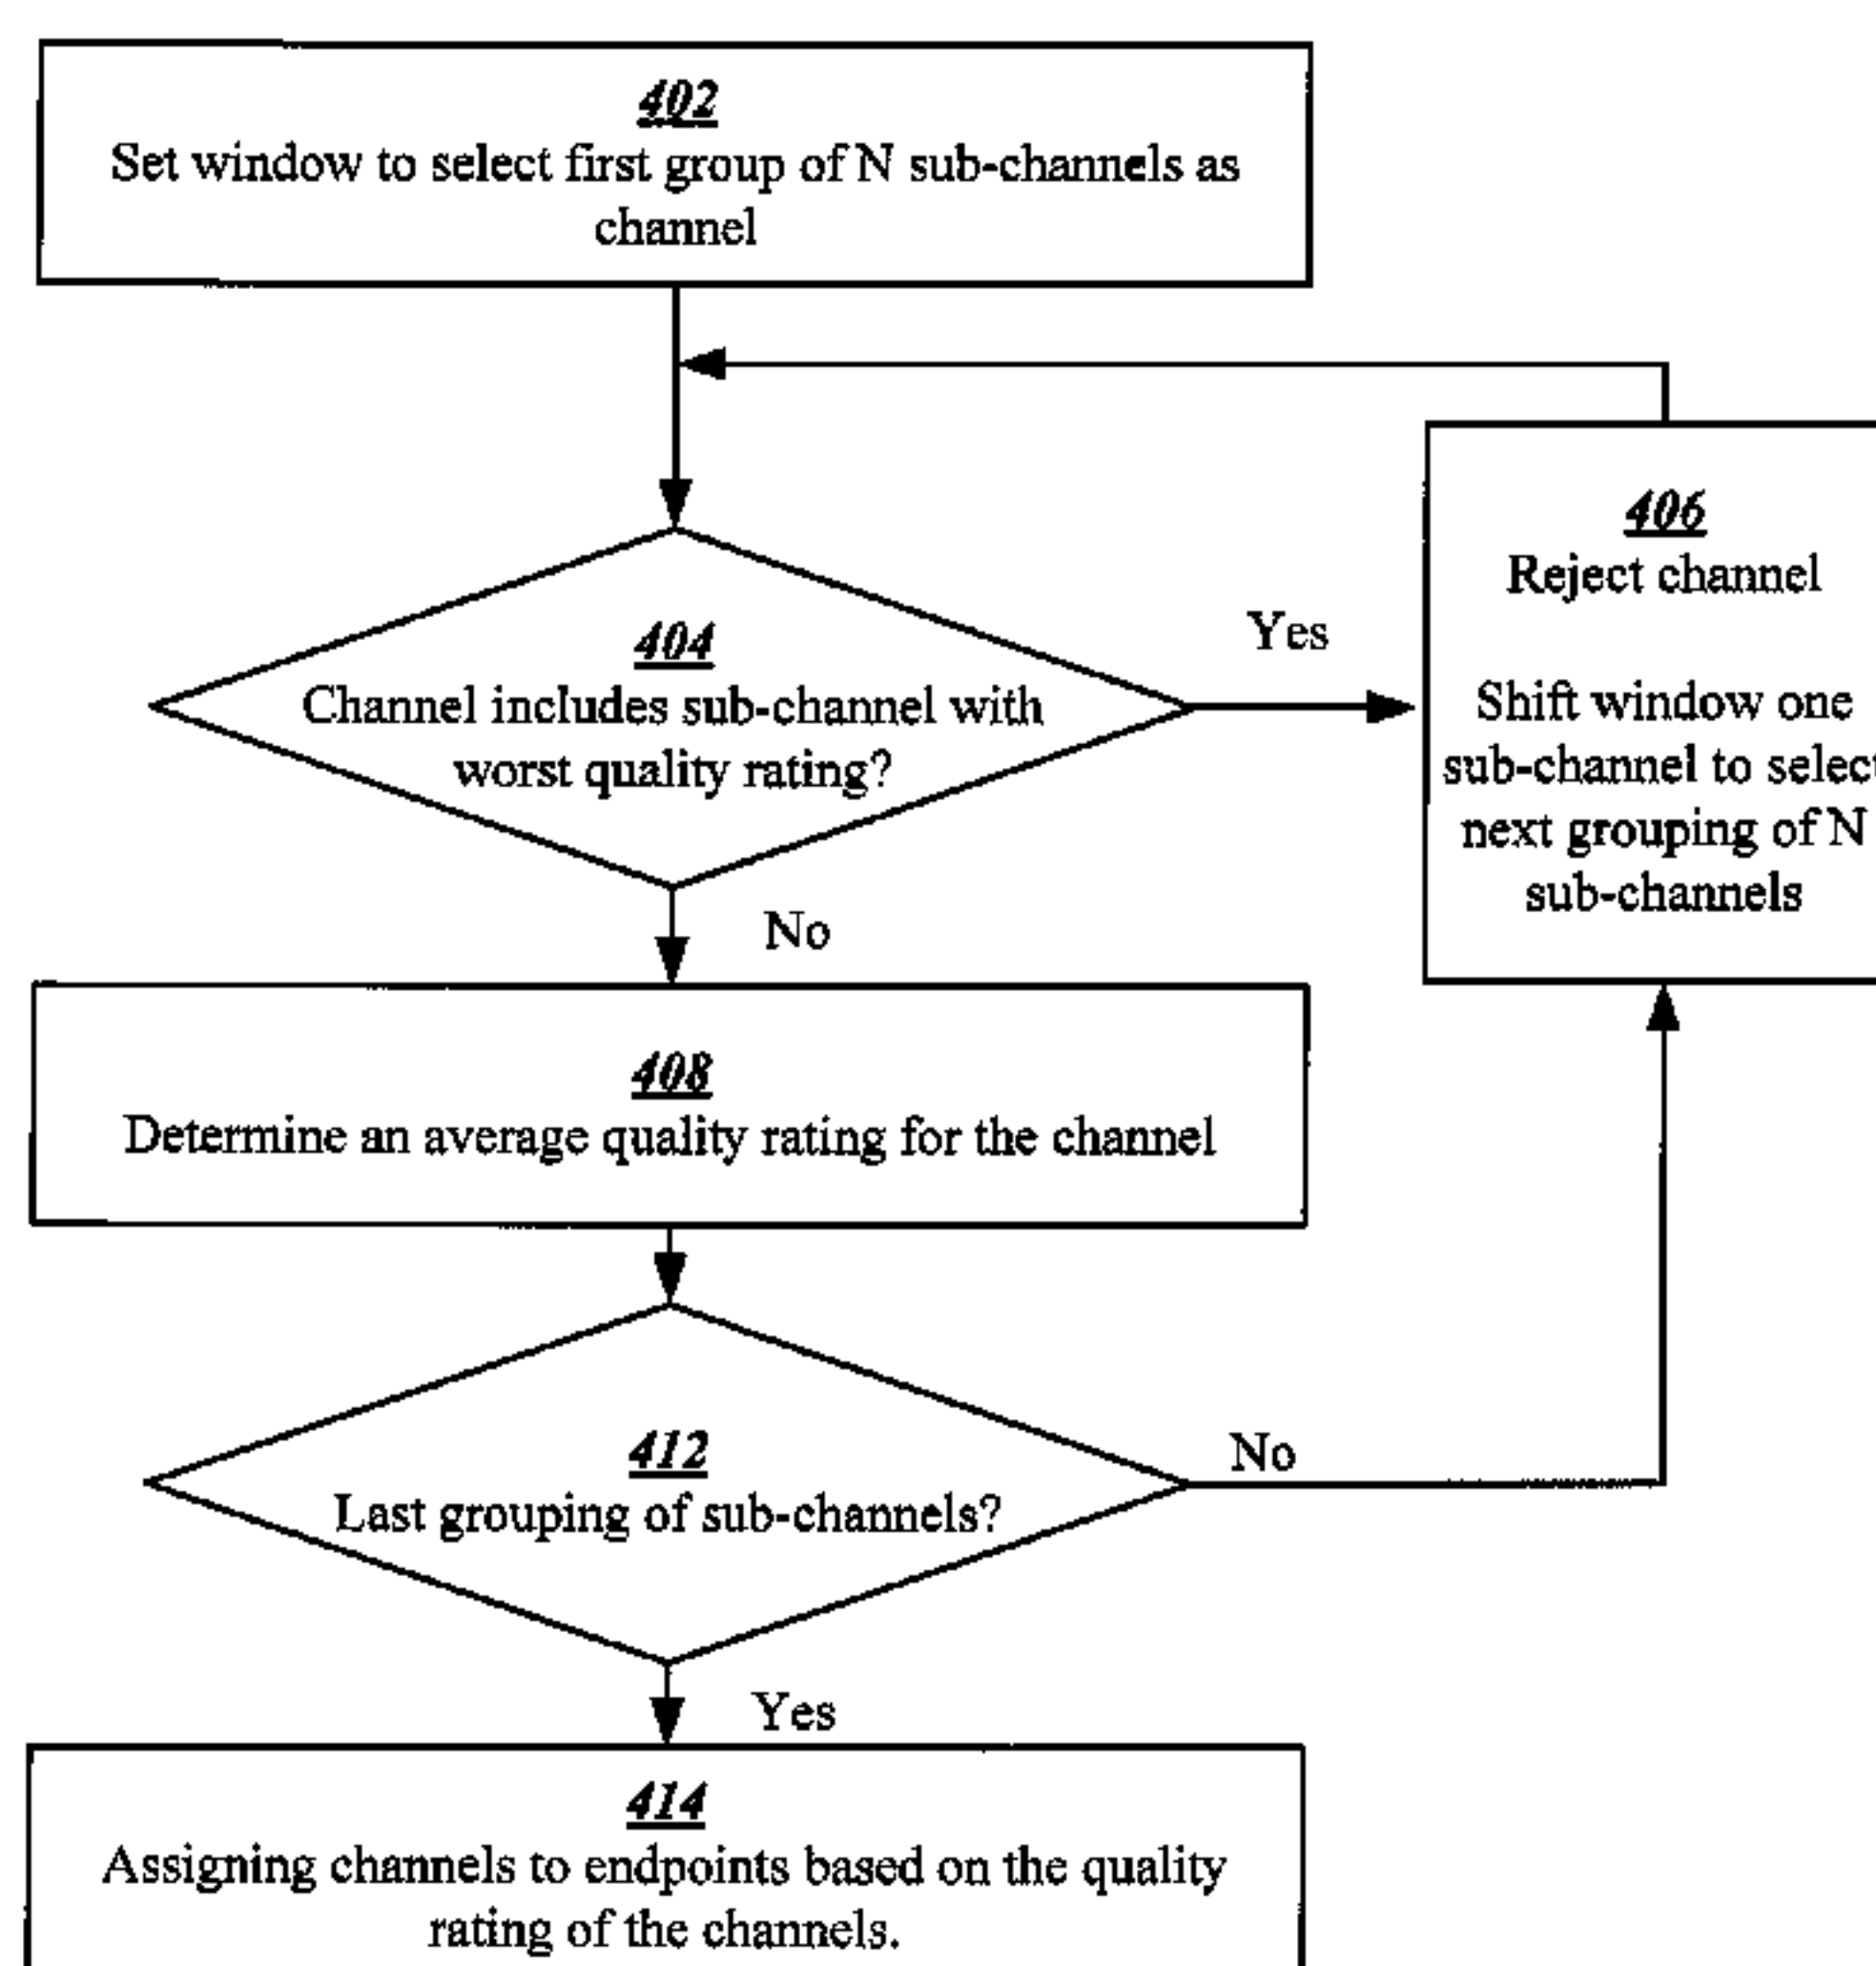 402
Set window to select first group of N sub-channels as
channel
404
Channel includes sub-channel with
worst quality rating?
Yes
406
Reject channel
Shift window one
sub-channel to select
next grouping of N
sub-channels
No
408
Determine an average quality rating for the channel
412
Last grouping of sub-channels?
No
Yes
414
Assigning channels to endpoints based on the quality
rating of the channels.